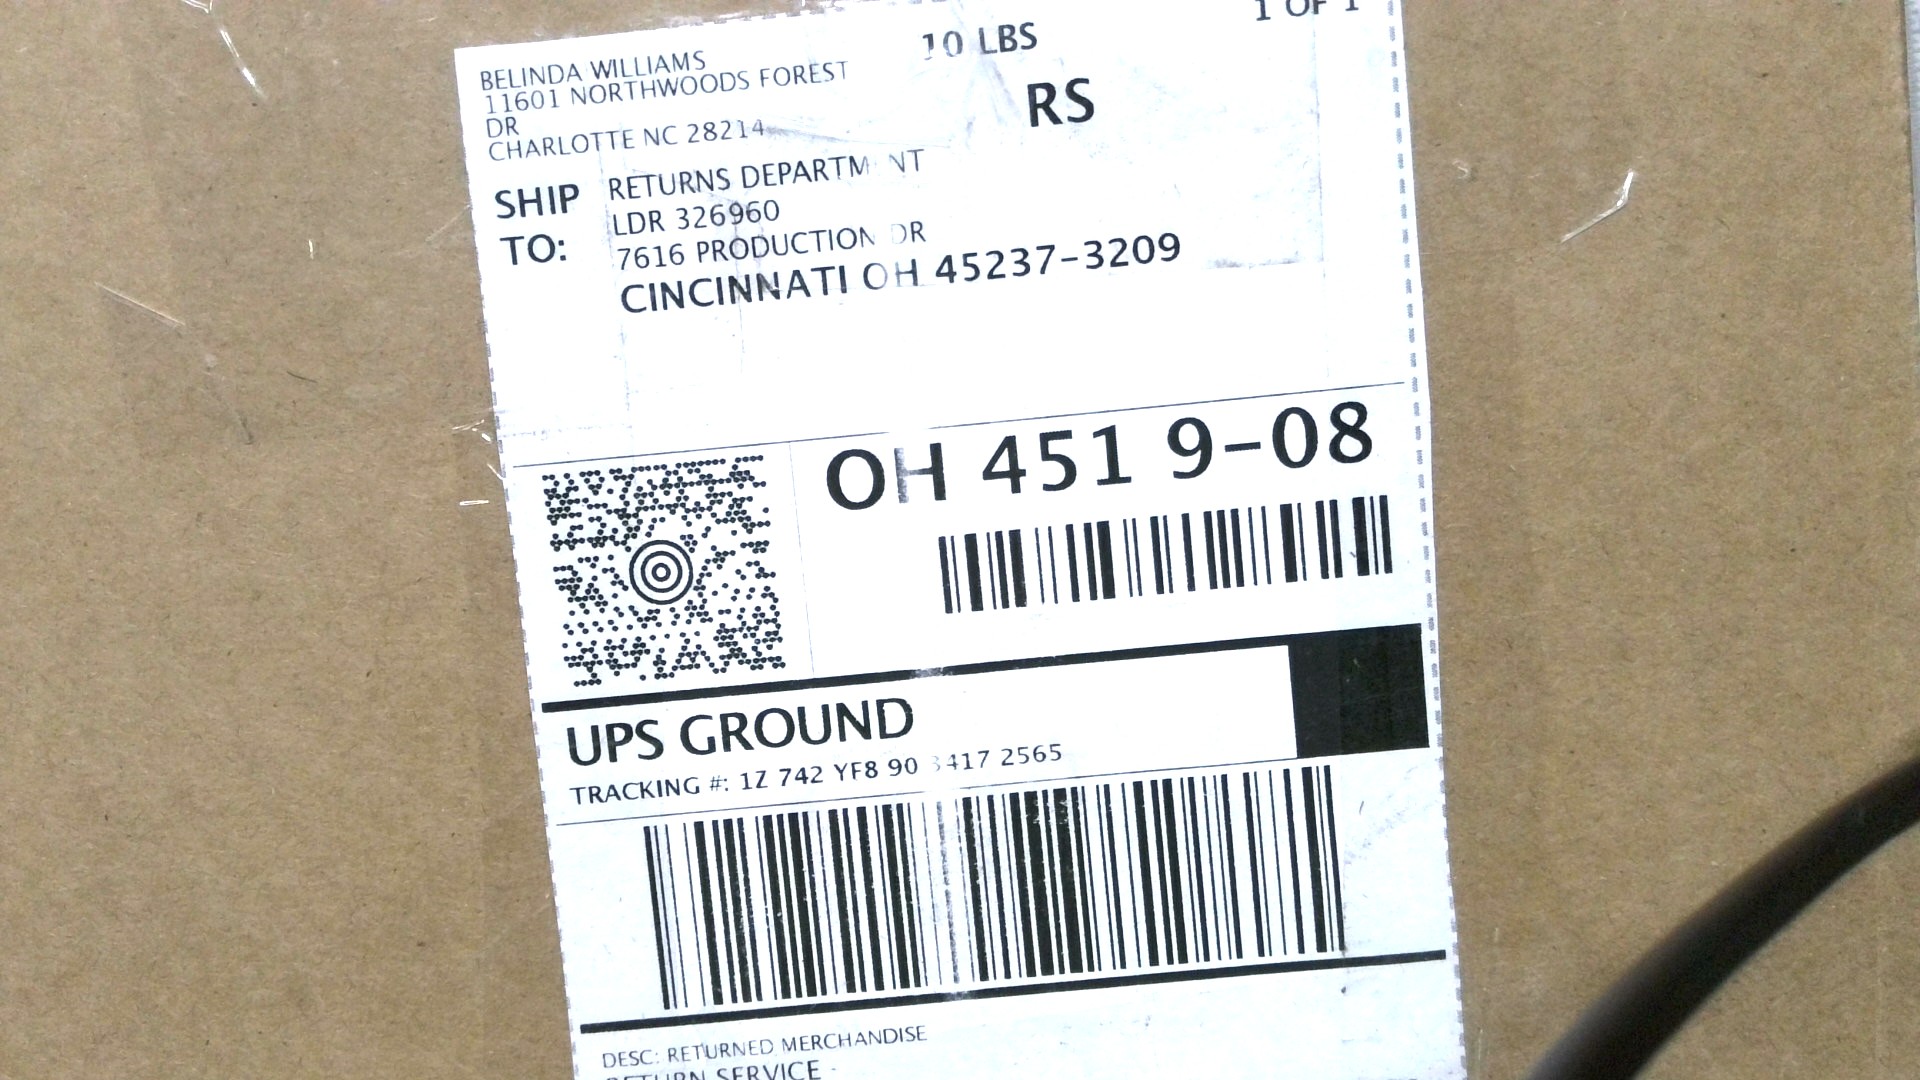 BELINDA WILLIAMS
11601 NORTHWOODS FOREST
DR
CHARLOTTE NC 28214
10 LBS
1 OF 1
RS
SHIP
TO:
RETURNS DEPARTM NT
LDR 326960
7616 PRODUCTION DR
CINCINNATI OH 45237-3209
OH 451 9-08
UPS GROUND
TRACKING #: 1Z 742 YF8 90 3417 2565
DESC: RETURNED MERCHANDISE
RETURN SERVICE